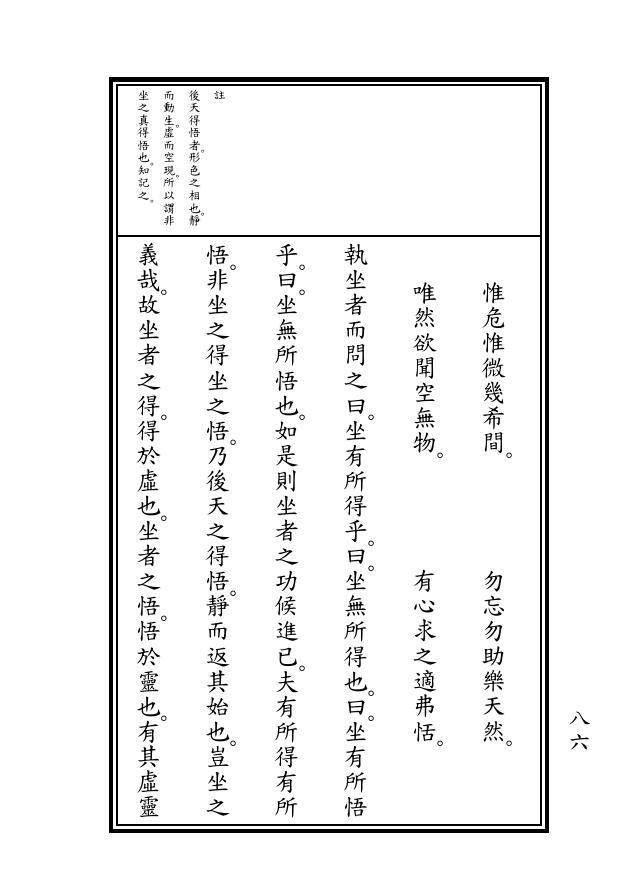 註
後天得悟者。形色之相也。靜
而動生。虛而空現。所以謂非
坐之真得悟也。知記之。
惟危惟微幾希間。 勿忘勿助樂天然。
唯然欲聞空無物。 有心求之適弗恬。
執坐者而問之曰。坐有所得乎。曰。坐無所得也。曰。坐有所悟
乎。曰。坐無所悟也。如是則坐者之功候進已。夫有所得有所
悟。非坐之得坐之悟。乃後天之得悟。靜而返其始也。豈坐之
義哉。故坐者之得。得於虛也。坐者之悟。悟於靈也。有其虛靈
八六